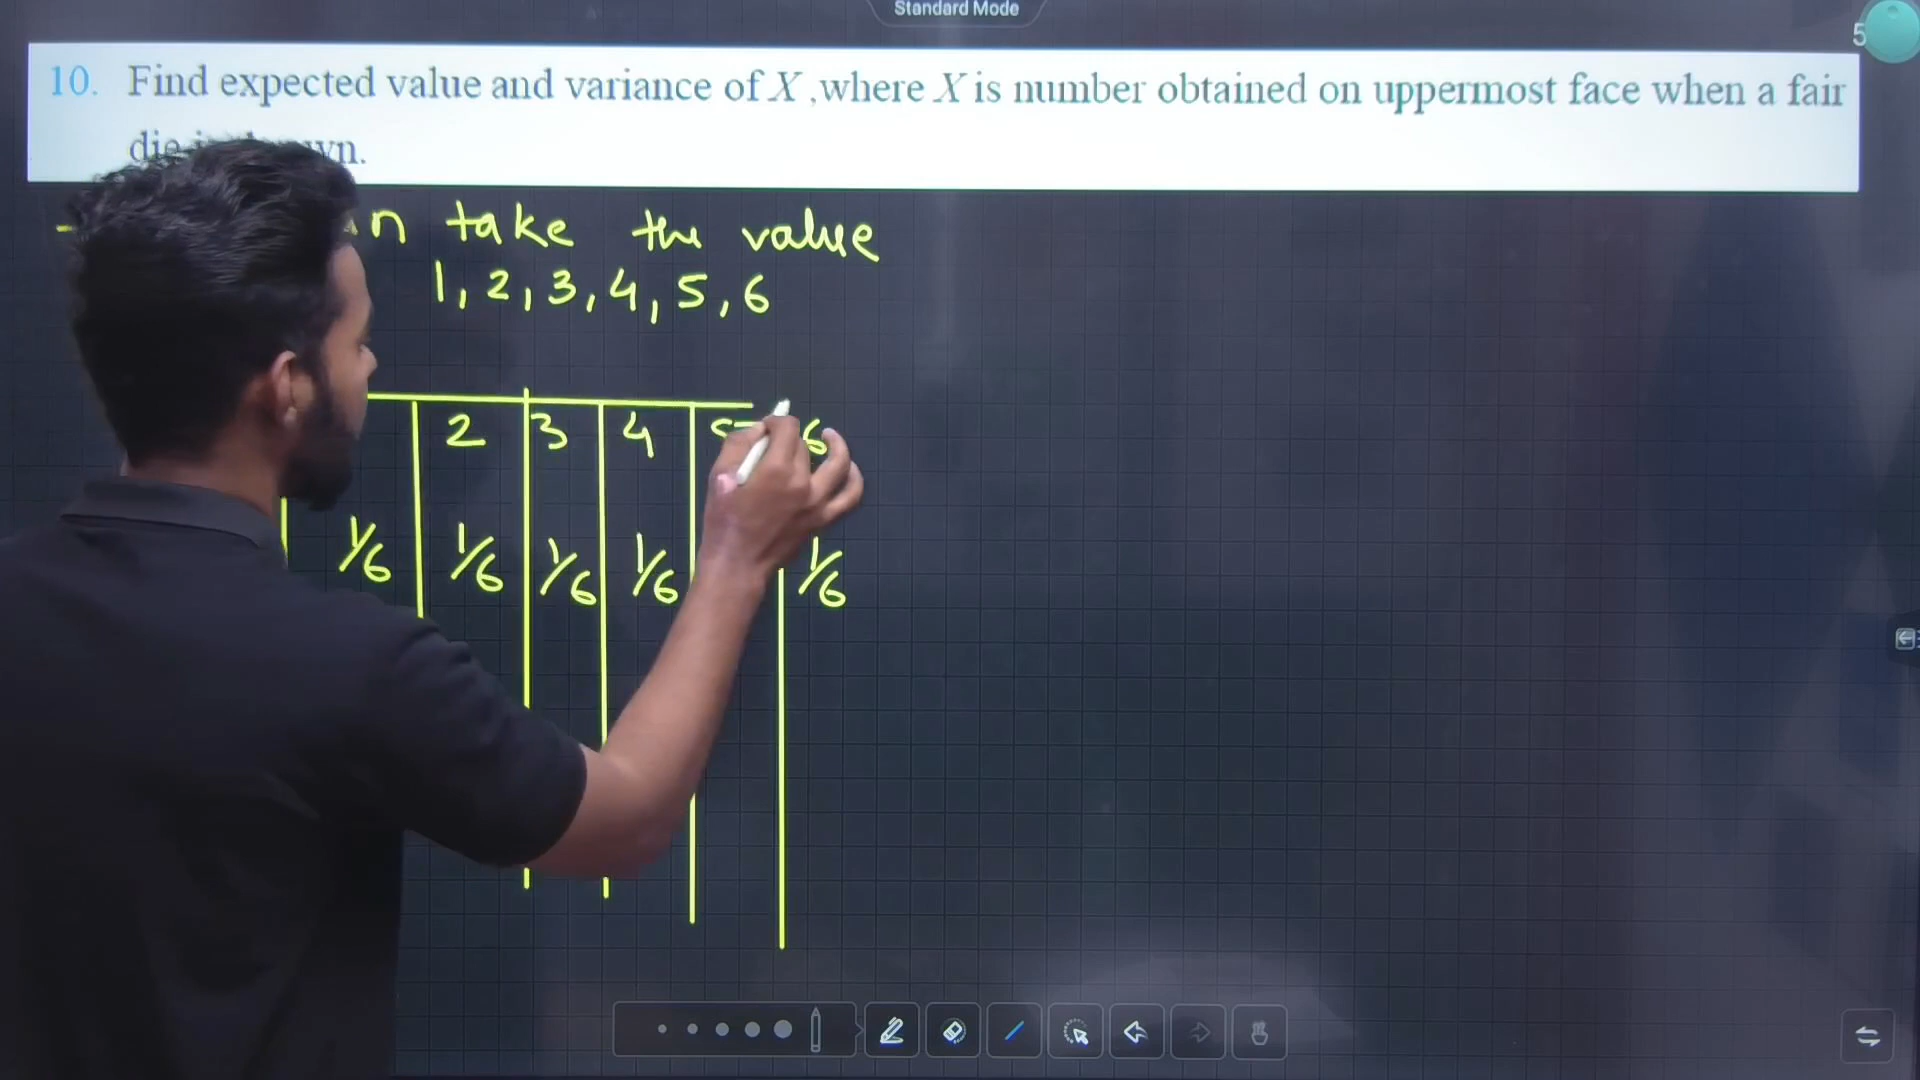 Standard Mode
5
10. Find expected value and variance of X ,where X is number obtained on uppermost face when a fair
take the value
1, 2, 3, 4, 5, 6
2 3 4 5 6
1/6 1/6 1/6 1/6 1/6